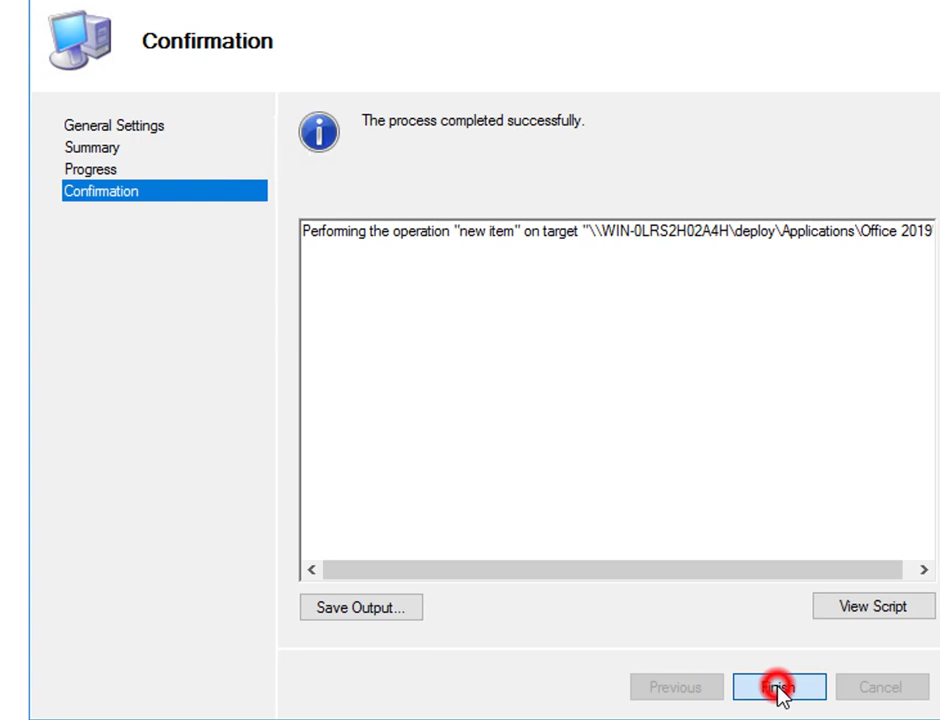 Confirmation
General Settings
Summary
Progress
Confirmation
The process completed successfully.
Performing the operation "new item" on target "\\WIN-0LRS2H02A4H\deploy\Applications\Office 2019"
Save Output...
View Script
Previous
Finish
Cancel